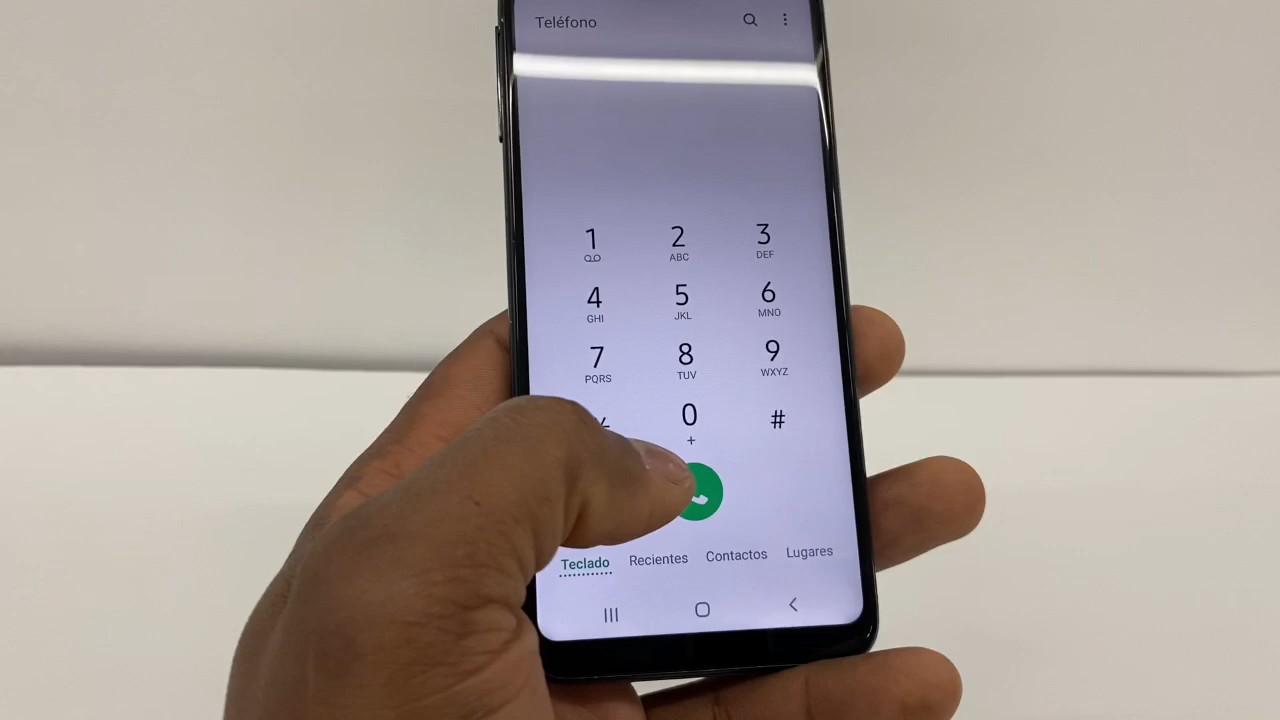 Teléfono
1 2 3
ABC DEF
4 5 6
GHI JKL MNO
7 8 9
PQRS TUV WXYZ
0 #
+
Teclado Recientes Contactos Lugares